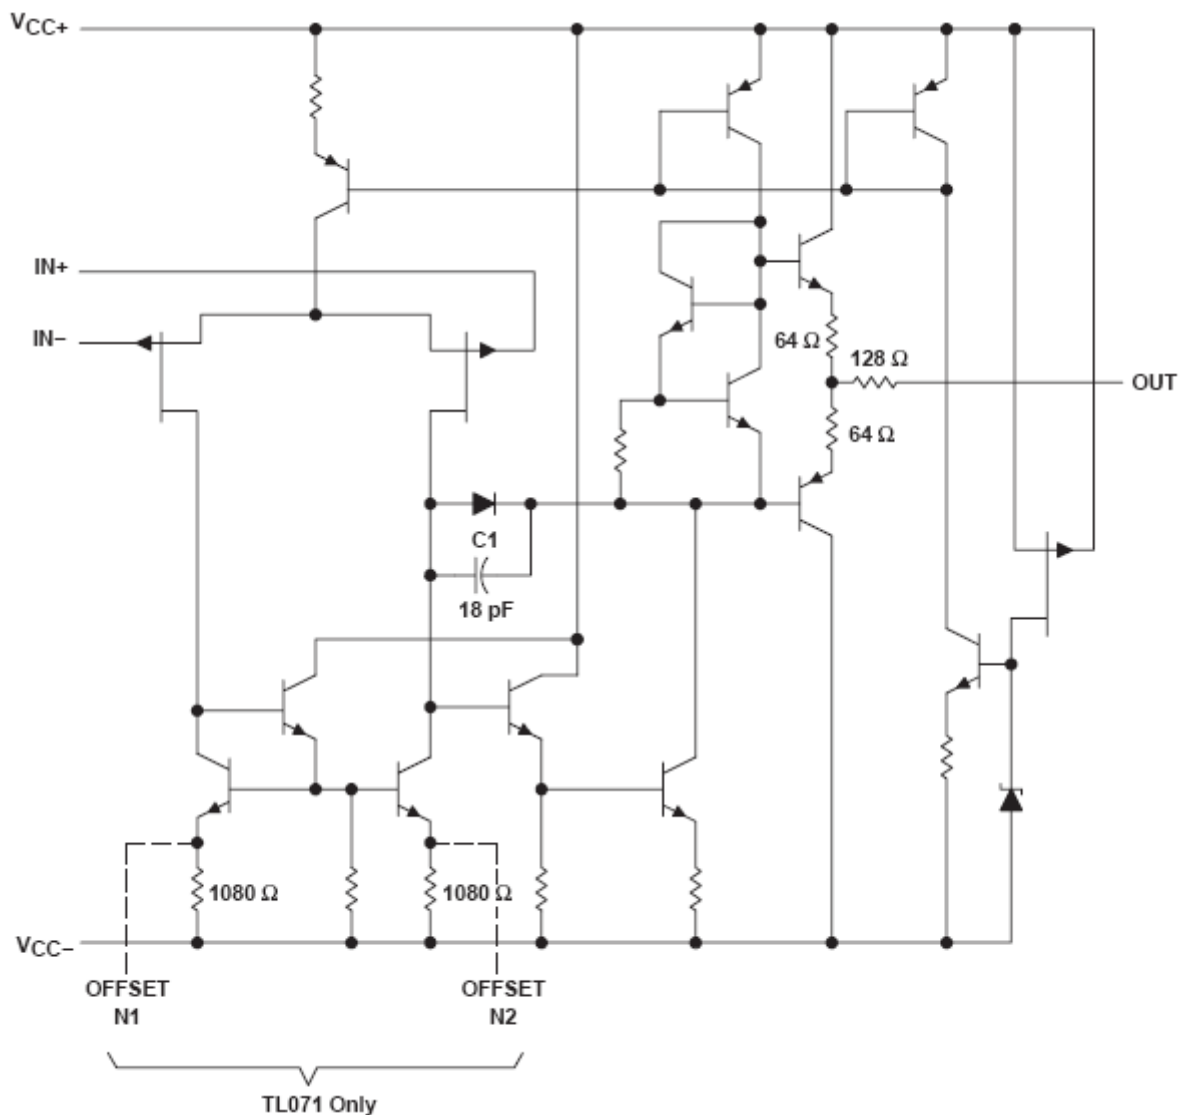 VCC+
IN+
IN−
64 Ω
128 Ω
OUT
64 Ω
C1
18 pF
1080 Ω
1080 Ω
VCC−
OFFSET
N1
OFFSET
N2
TL071 Only